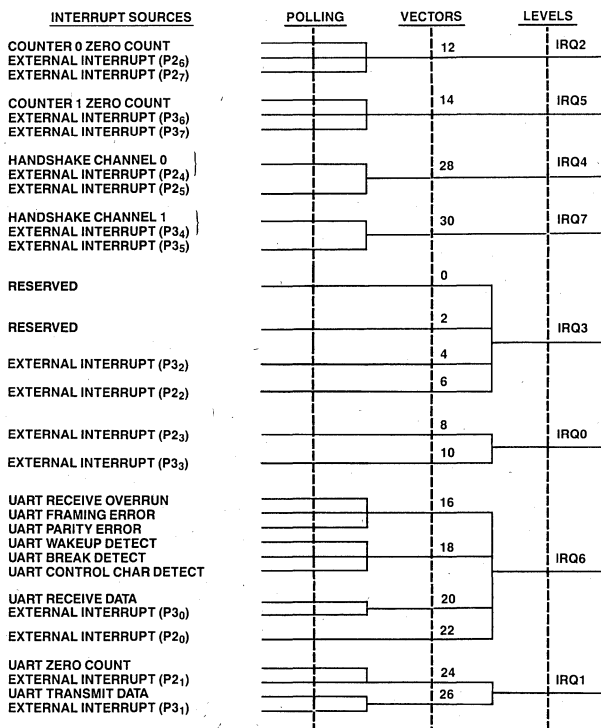 INTERRUPT SOURCES POLLING VECTORS LEVELS
COUNTER 0 ZERO COUNT 12 IRQ2
EXTERNAL INTERRUPT (P2₆)
EXTERNAL INTERRUPT (P2₇)
COUNTER 1 ZERO COUNT 14 IRQ5
EXTERNAL INTERRUPT (P3₆)
EXTERNAL INTERRUPT (P3₇)
HANDSHAKE CHANNEL 0 28 IRQ4
EXTERNAL INTERRUPT (P2₄)
EXTERNAL INTERRUPT (P2₅)
HANDSHAKE CHANNEL 1 30 IRQ7
EXTERNAL INTERRUPT (P3₄)
EXTERNAL INTERRUPT (P3₅)
RESERVED 0
RESERVED 2 IRQ3
EXTERNAL INTERRUPT (P3₂) 4
EXTERNAL INTERRUPT (P2₂) 6
EXTERNAL INTERRUPT (P2₃) 8 IRQ0
EXTERNAL INTERRUPT (P3₃) 10
UART RECEIVE OVERRUN 16
UART FRAMING ERROR
UART PARITY ERROR
UART WAKEUP DETECT 18
UART BREAK DETECT IRQ6
UART CONTROL CHAR DETECT
UART RECEIVE DATA 20
EXTERNAL INTERRUPT (P3₀)
EXTERNAL INTERRUPT (P2₀) 22
UART ZERO COUNT 24
EXTERNAL INTERRUPT (P2₁) IRQ1
UART TRANSMIT DATA 26
EXTERNAL INTERRUPT (P3₁)